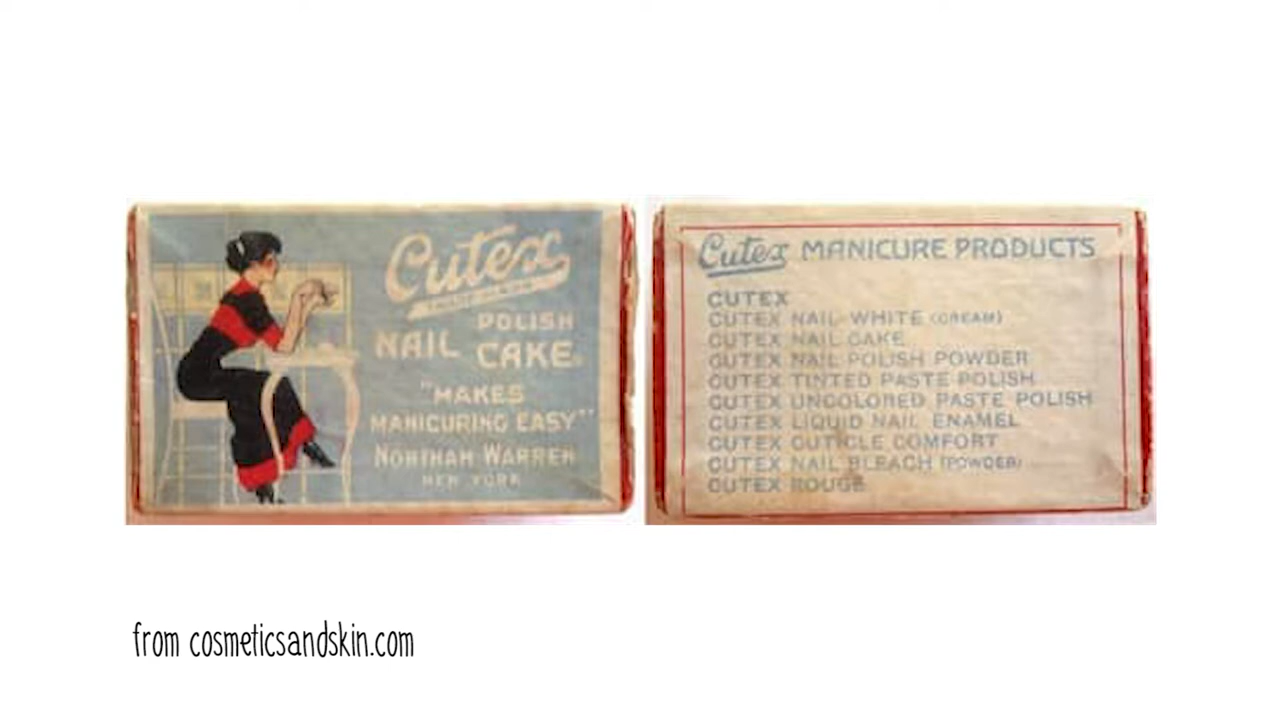 Cutex
NAIL POLISH CAKE
"MAKES
MANICURING EASY"
NORTHAM WARREN
NEW YORK
Cutex MANICURE PRODUCTS
CUTEX
CUTEX NAIL WHITE (CREAM)
CUTEX NAIL CAKE
CUTEX NAIL POLISH POWDER
CUTEX TINTED PASTE POLISH
CUTEX UNCOLORED PASTE POLISH
CUTEX LIQUID NAIL ENAMEL
CUTEX CUTICLE COMFORT
CUTEX NAIL BLEACH (POWDER)
CUTEX ROUGE
from cosmeticsandskin.com